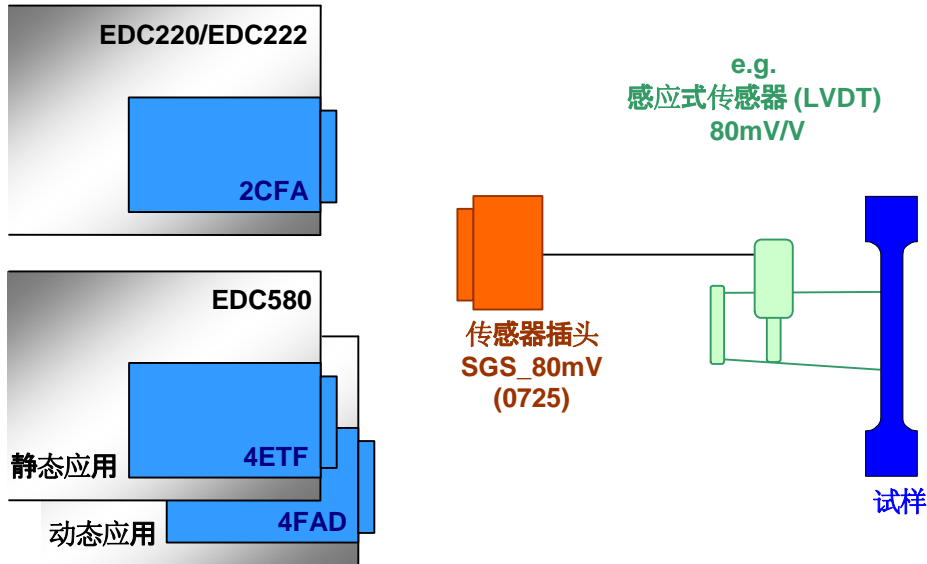 EDC220/EDC222
2CFA
e.g.
感应式传感器 (LVDT)
80mV/V
传感器插头
SGS_80mV
(0725)
EDC580
静态应用
4ETF
动态应用
4FAD
试样